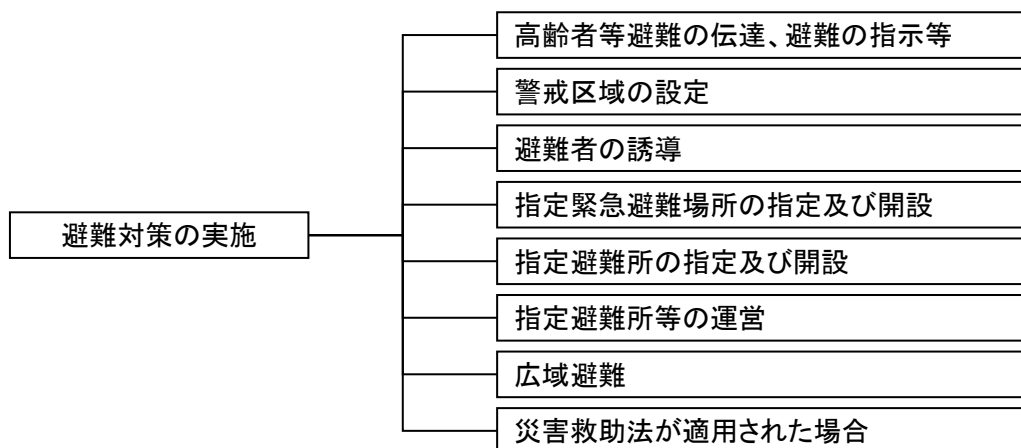 高齢者等避難の伝達、避難の指示等
警戒区域の設定
避難者の誘導
指定緊急避難場所の指定及び開設
避難対策の実施
指定避難所の指定及び開設
指定避難所等の運営
広域避難
災害救助法が適用された場合